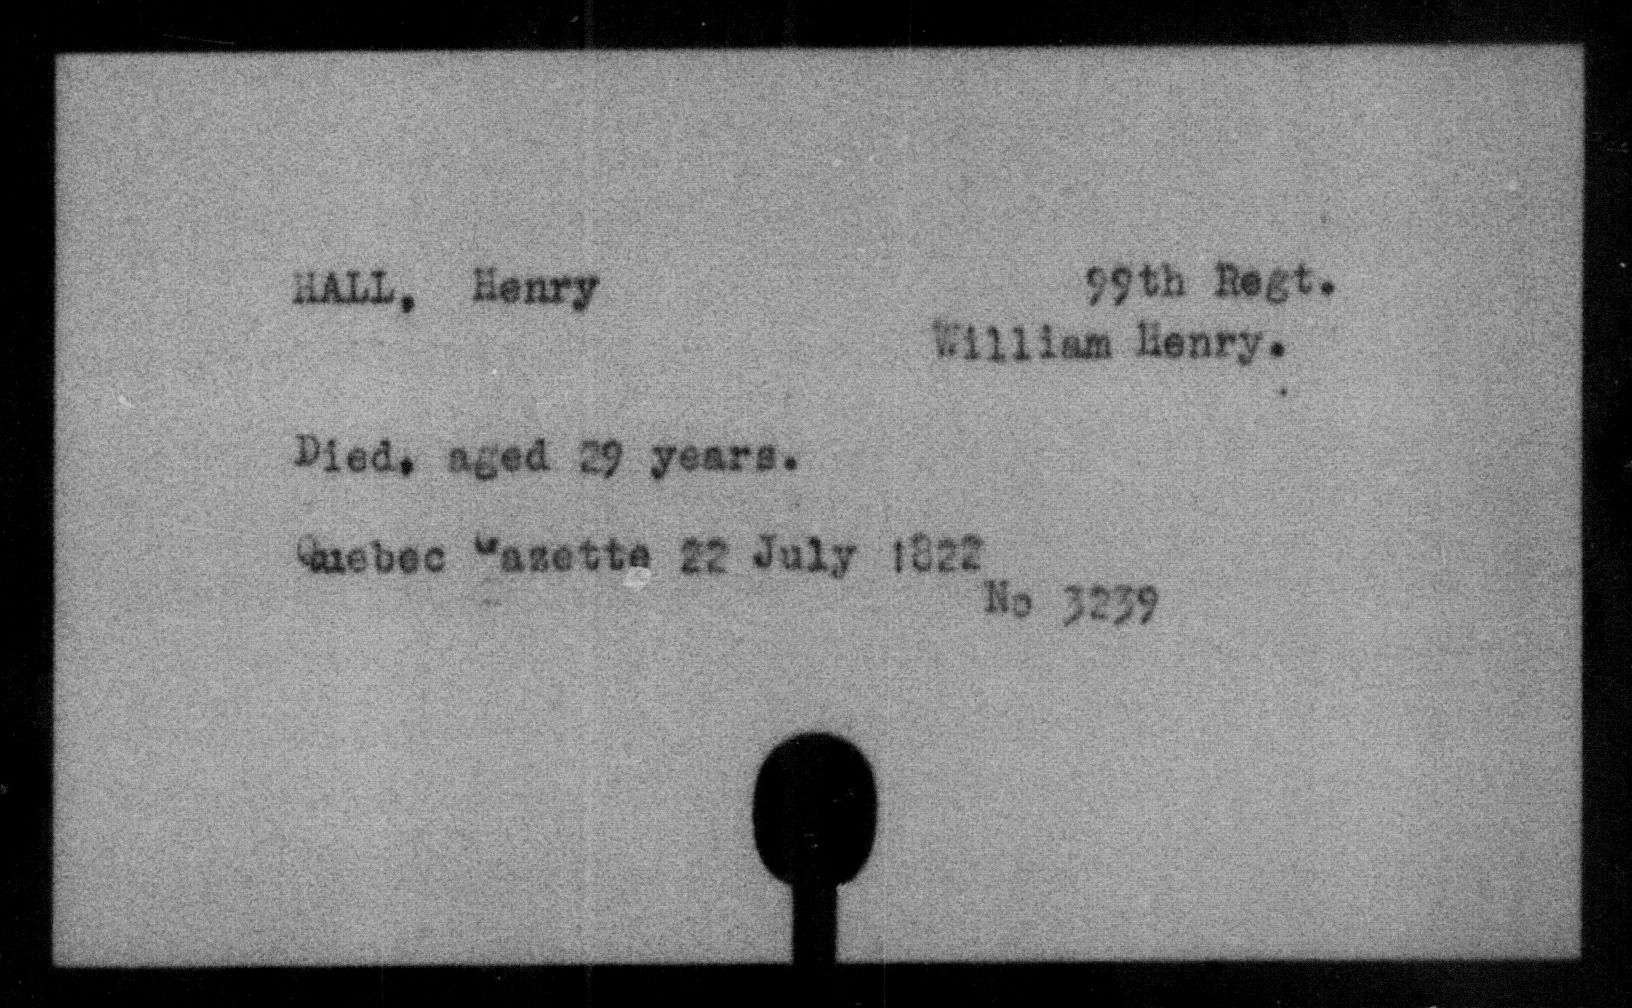 HALL, Henry 99th Regt.
William Henry.
Died, aged 29 years.
Quebec Gazette 22 July 1822
No 3239